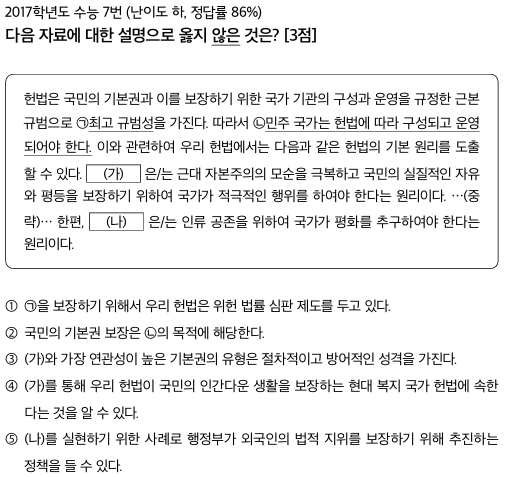 2017학년도 수능 7번 (난이도 하, 정답률 86%)
다음 자료에 대한 설명으로 옳지 않은 것은? [3점]
헌법은 국민의 기본권과 이를 보장하기 위한 국가 기관의 구성과 운영을 규정한 근본
규범으로 ㉠최고 규범성을 가진다. 따라서 ㉡민주 국가는 헌법에 따라 구성되고 운영
되어야 한다. 이와 관련하여 우리 헌법에서는 다음과 같은 헌법의 기본 원리를 도출
할 수 있다. (가) 은/는 근대 자본주의의 모순을 극복하고 국민의 실질적인 자유
와 평등을 보장하기 위하여 국가가 적극적인 행위를 하여야 한다는 원리이다. …(중
략)… 한편, (나) 은/는 인류 공존을 위하여 국가가 평화를 추구하여야 한다는
원리이다.
① ㉠을 보장하기 위해서 우리 헌법은 위헌 법률 심판 제도를 두고 있다.
② 국민의 기본권 보장은 ㉡의 목적에 해당한다.
③ (가)와 가장 연관성이 높은 기본권의 유형은 절차적이고 방어적인 성격을 가진다.
④ (가)를 통해 우리 헌법이 국민의 인간다운 생활을 보장하는 현대 복지 국가 헌법에 속한
다는 것을 알 수 있다.
⑤ (나)를 실현하기 위한 사례로 행정부가 외국인의 법적 지위를 보장하기 위해 추진하는
정책을 들 수 있다.